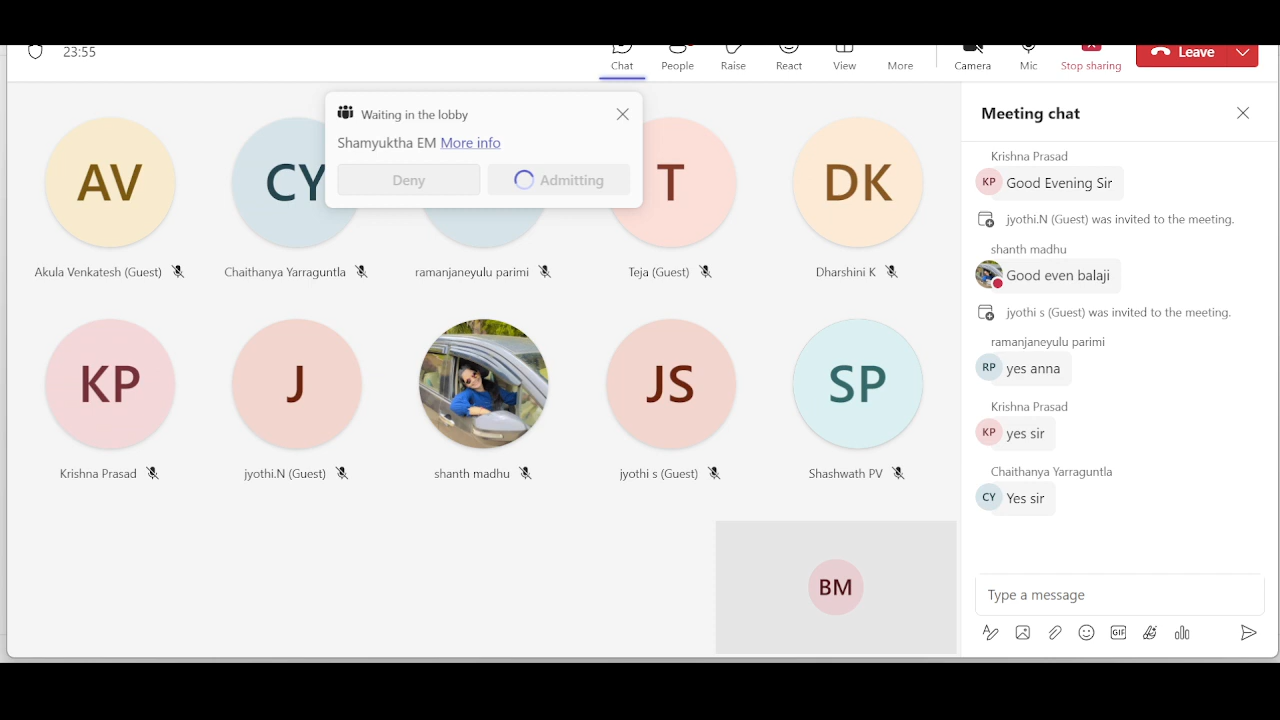 23:55
Chat People Raise React View More Camera Mic Stop sharing Leave
Waiting in the lobby
Shamyuktha EM More info
Deny Admitting
AV CY T DK
Akula Venkatesh (Guest) Chaithanya Yarraguntla ramanjaneyulu parimi Teja (Guest) Dharshini K
KP J JS SP
Krishna Prasad jyothi.N (Guest) shanth madhu jyothi s (Guest) Shashwath PV
BM
Meeting chat
Krishna Prasad
KP Good Evening Sir
jyothi.N (Guest) was invited to the meeting.
shanth madhu
Good even balaji
jyothi s (Guest) was invited to the meeting.
ramanjaneyulu parimi
RP yes anna
Krishna Prasad
KP yes sir
Chaithanya Yarraguntla
CY Yes sir
Type a message
GIF